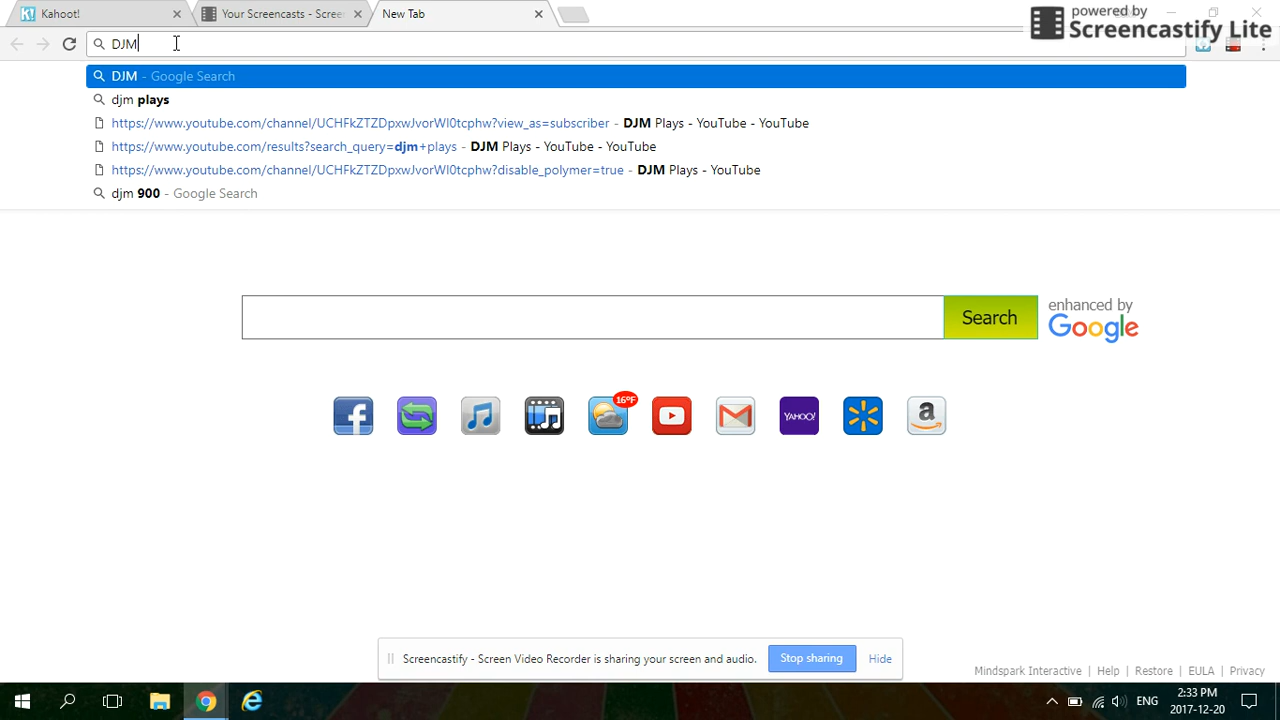 Kahoot!
Your Screencasts - Scree
New Tab
powered by
Screencastify Lite
DJM
DJM - Google Search
djm plays
https://www.youtube.com/channel/UCHFkZTZDpxwJvorWl0tcphw?view_as=subscriber - DJM Plays - YouTube - YouTube
https://www.youtube.com/results?search_query=djm+plays - DJM Plays - YouTube - YouTube
https://www.youtube.com/channel/UCHFkZTZDpxwJvorWl0tcphw?disable_polymer=true - DJM Plays - YouTube
djm 900 - Google Search
Search
enhanced by
Google
16°F
YAHOO!
Screencastify - Screen Video Recorder is sharing your screen and audio.
Stop sharing
Hide
Mindspark Interactive | Help | Restore | EULA | Privacy
ENG
2:33 PM
2017-12-20